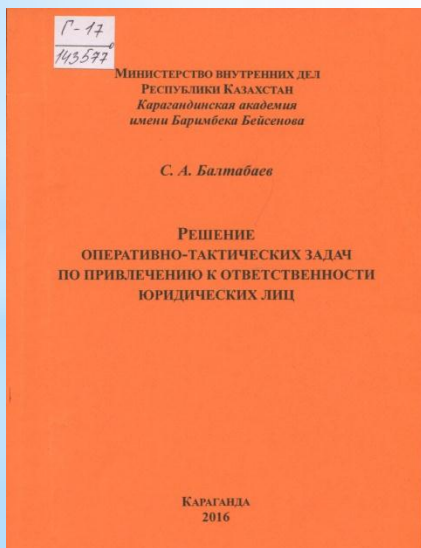 Г-17
143577
МИНИСТЕРСТВО ВНУТРЕННИХ ДЕЛ
РЕСПУБЛИКИ КАЗАХСТАН
Карагандинская академия
имени Баримбека Бейсенова
С. А. Балтабаев
РЕШЕНИЕ
ОПЕРАТИВНО-ТАКТИЧЕСКИХ ЗАДАЧ
ПО ПРИВЛЕЧЕНИЮ К ОТВЕТСТВЕННОСТИ
ЮРИДИЧЕСКИХ ЛИЦ
КАРАГАНДА
2016